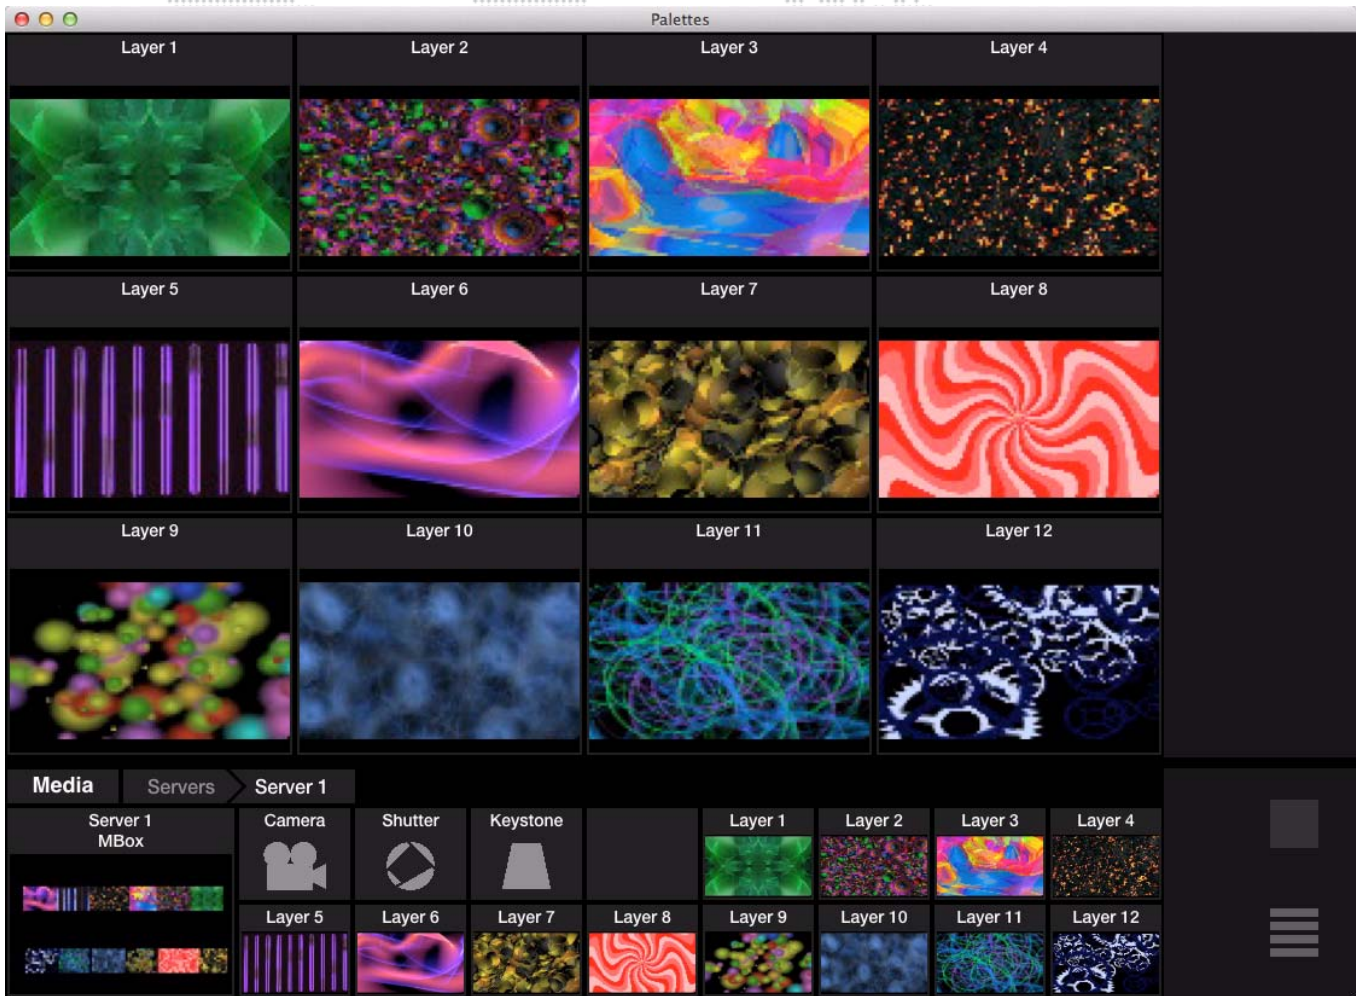 Palettes
Layer 1
Layer 2
Layer 3
Layer 4
Layer 5
Layer 6
Layer 7
Layer 8
Layer 9
Layer 10
Layer 11
Layer 12
Media
Servers
Server 1
Server 1
MBox
Camera
Shutter
Keystone
Layer 1
Layer 2
Layer 3
Layer 4
Layer 5
Layer 6
Layer 7
Layer 8
Layer 9
Layer 10
Layer 11
Layer 12